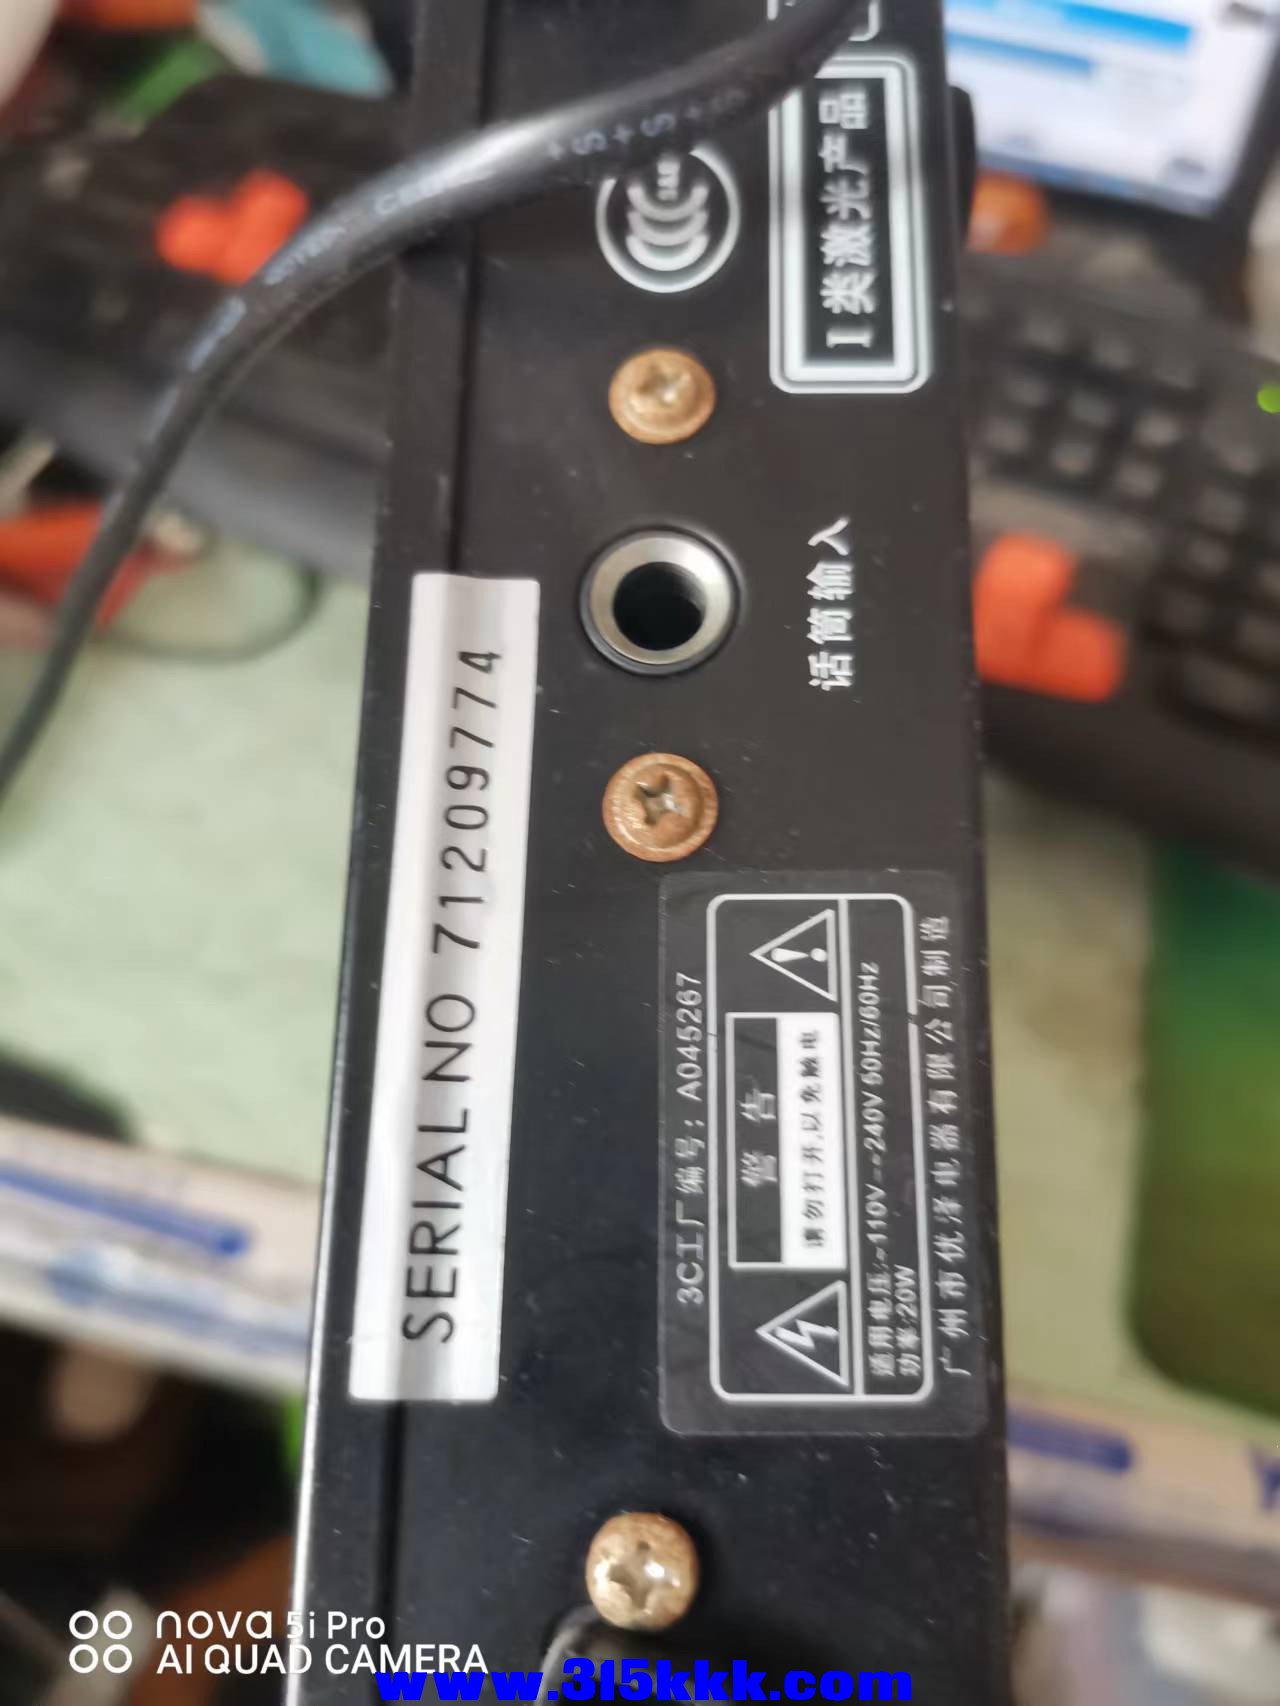 I类激光产品
话筒输入
SERIAL NO 71209774
3C工厂编号: A045267
警告
请勿打开,以免触电
适用电压:~110V--240V 50Hz/60Hz
功率:20W
广州市优泽电器有限公司制造
nova 5i Pro
AI QUAD CAMERA
www.315kkk.com